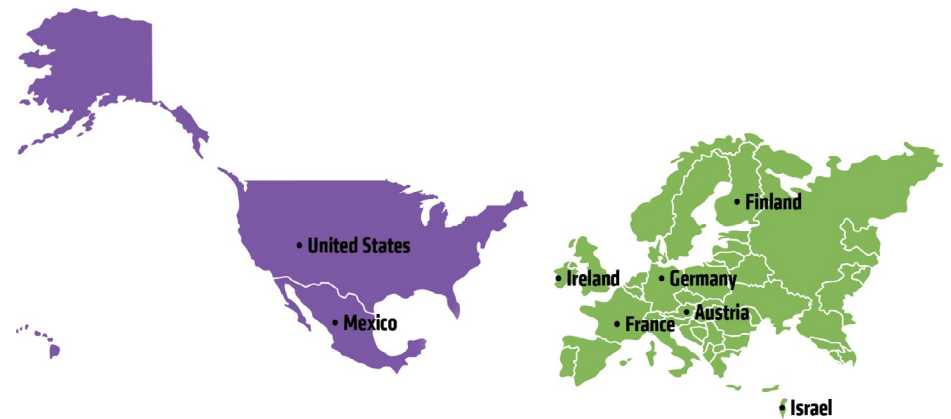 Finland
United States
Ireland
Germany
Austria
Mexico
France
Israel